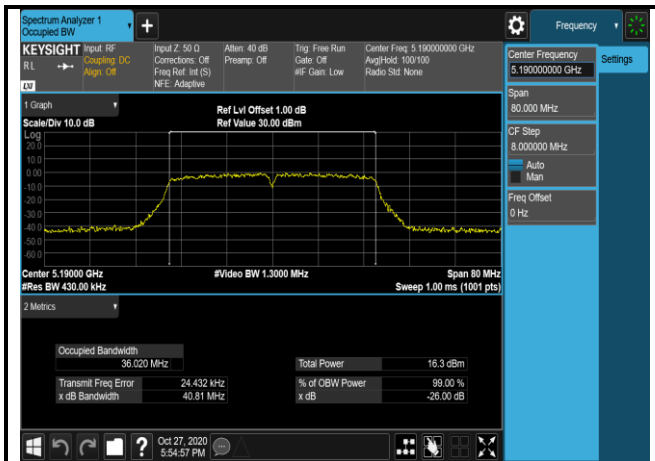 Spectrum Analyzer 1
Occupied BW
+
Frequency
KEYSIGHT
RL
LXI
Input: RF
Coupling: DC
Align: Off
Input Z: 50 Ω
Corrections: Off
Freq Ref: Int (S)
NFE: Adaptive
Atten: 40 dB
Preamp: Off
Trig: Free Run
Gate: Off
#IF Gain: Low
Center Freq: 5.190000000 GHz
Avg|Hold: 100/100
Radio Std: None
Center Frequency
5.190000000 GHz
Settings
Span
80.000 MHz
CF Step
8.000000 MHz
Auto
Man
Freq Offset
0 Hz
1 Graph
Scale/Div 10.0 dB
Ref Lvl Offset 1.00 dB
Ref Value 30.00 dBm
Log
20.0
10.0
0.00
-10.0
-20.0
-30.0
-40.0
-50.0
-60.0
Center 5.19000 GHz
#Res BW 430.00 kHz
#Video BW 1.3000 MHz
Span 80 MHz
Sweep 1.00 ms (1001 pts)
2 Metrics
Occupied Bandwidth
36.020 MHz
Total Power 16.3 dBm
Transmit Freq Error 24.432 kHz
% of OBW Power 99.00 %
x dB Bandwidth 40.81 MHz
x dB -26.00 dB
?
Oct 27, 2020
5:54:57 PM